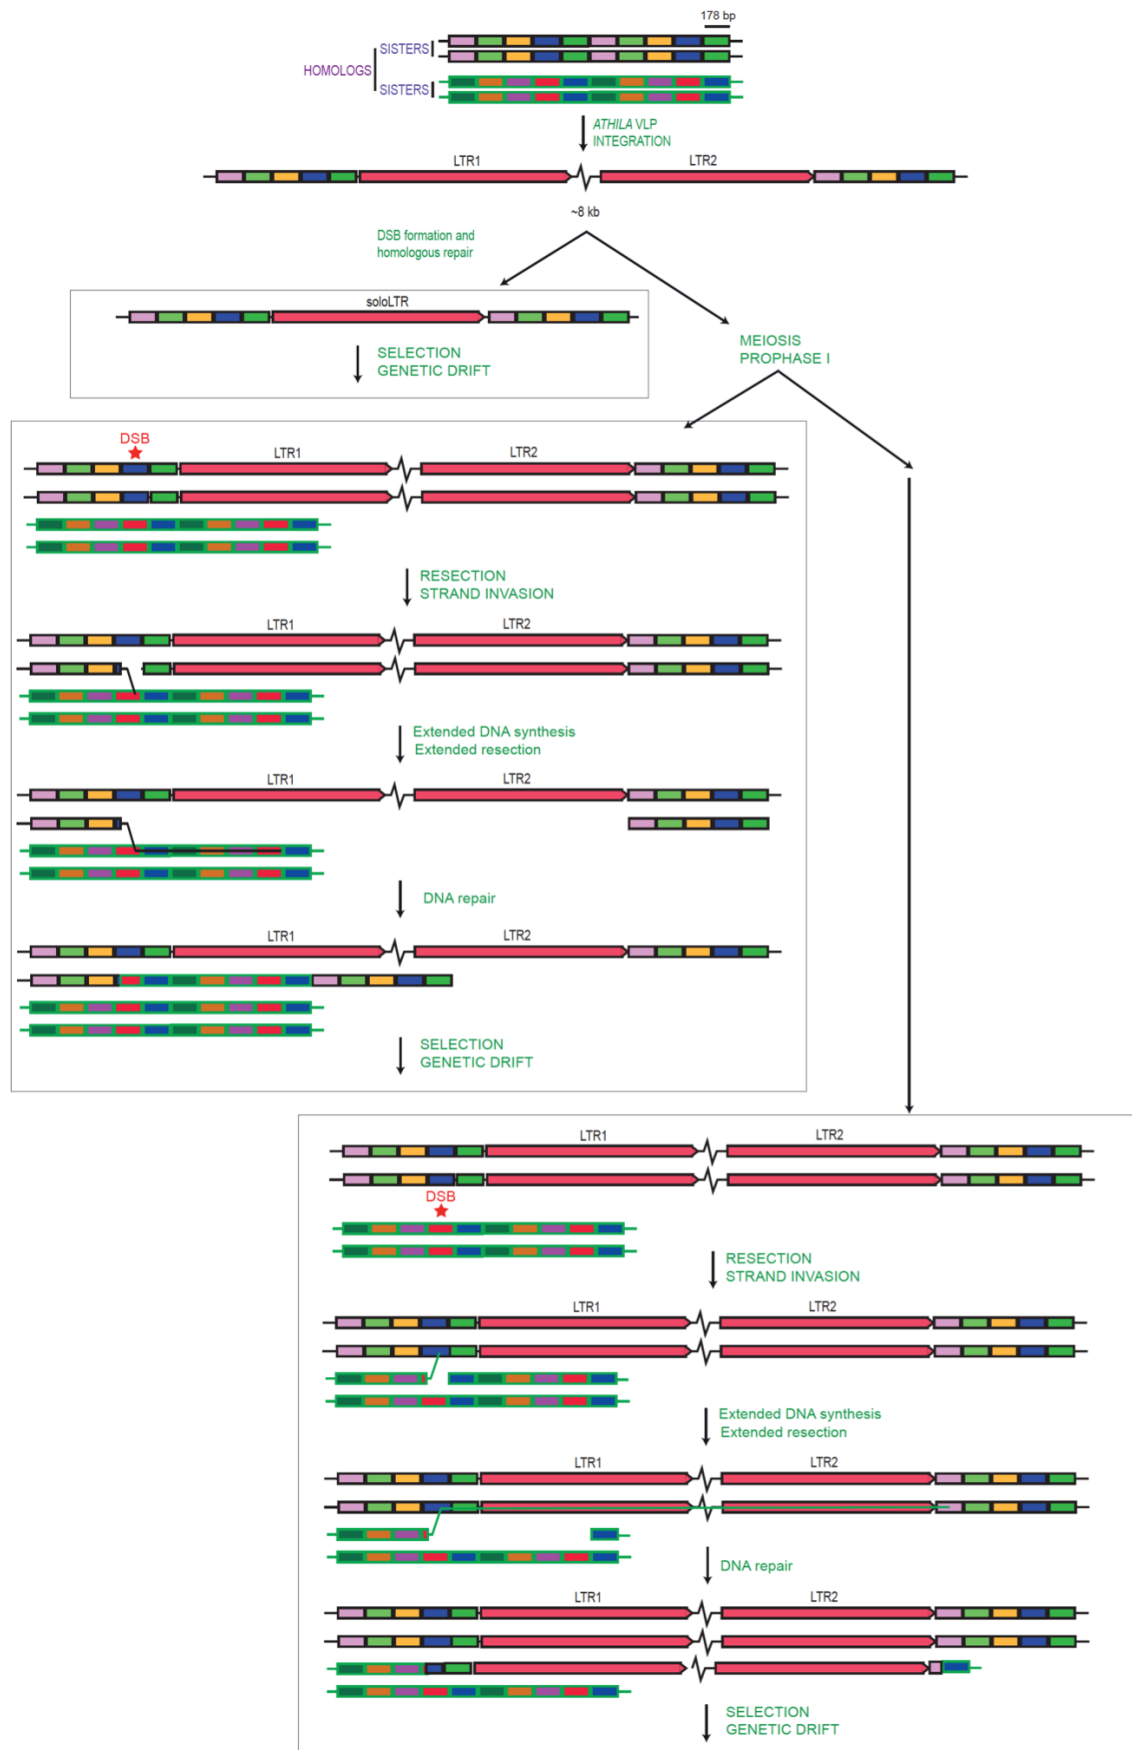 178 bp
SISTERS
HOMOLOGS
SISTERS
ATHILA VLP
INTEGRATION
LTR1
LTR2
~8 kb
DSB formation and
homologous repair
soloLTR
SELECTION
GENETIC DRIFT
MEIOSIS
PROPHASE I
DSB
LTR1
LTR2
RESECTION
STRAND INVASION
LTR1
LTR2
Extended DNA synthesis
Extended resection
LTR1
LTR2
DNA repair
LTR1
LTR2
SELECTION
GENETIC DRIFT
LTR1
LTR2
DSB
RESECTION
STRAND INVASION
LTR1
LTR2
Extended DNA synthesis
Extended resection
LTR1
LTR2
DNA repair
LTR1
LTR2
SELECTION
GENETIC DRIFT